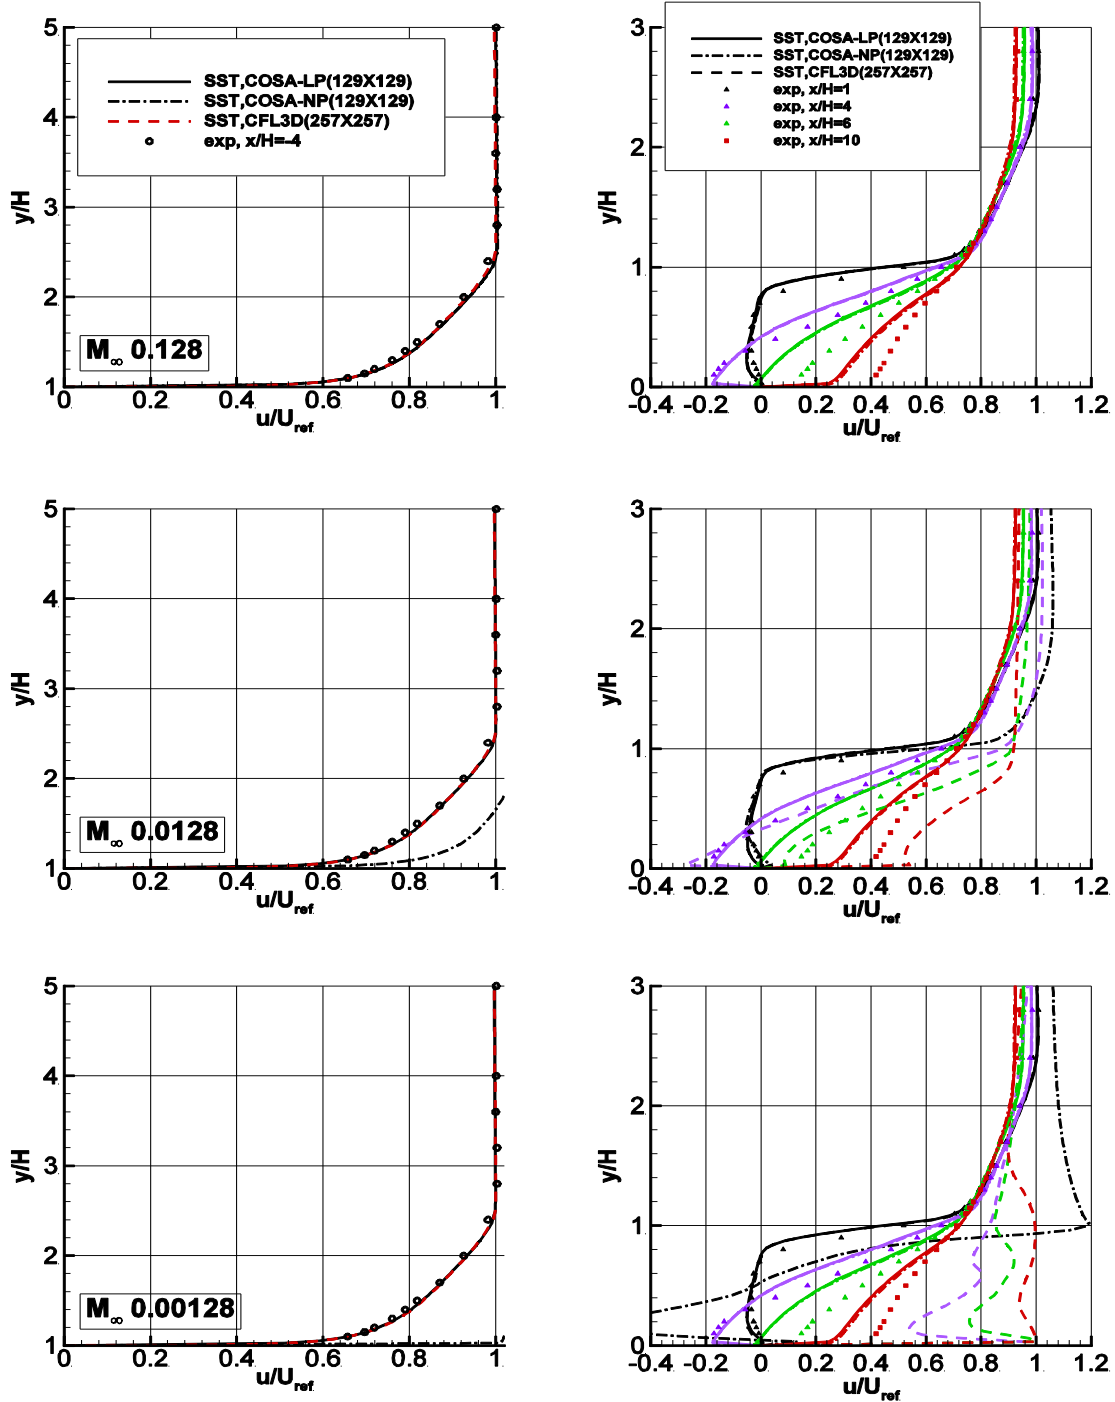 SST,COSA-LP(129X129)
SST,COSA-NP(129X129)
SST,CFL3D(257X257)
exp, x/H=-4
5
4
3
2
1
y/H
M∞ 0.128
0 0.2 0.4 0.6 0.8 1
u/Uref
SST,COSA-LP(129X129)
SST,COSA-NP(129X129)
SST,CFL3D(257X257)
exp, x/H=1
exp, x/H=4
exp, x/H=6
exp, x/H=10
3
2
1
0
y/H
-0.4 -0.2 0 0.2 0.4 0.6 0.8 1 1.2
u/Uref
5
4
3
2
1
y/H
M∞ 0.0128
0 0.2 0.4 0.6 0.8 1
u/Uref
3
2
1
0
y/H
-0.4 -0.2 0 0.2 0.4 0.6 0.8 1 1.2
u/Uref
5
4
3
2
1
y/H
M∞ 0.00128
0 0.2 0.4 0.6 0.8 1
u/Uref
3
2
1
0
y/H
-0.4 -0.2 0 0.2 0.4 0.6 0.8 1 1.2
u/Uref